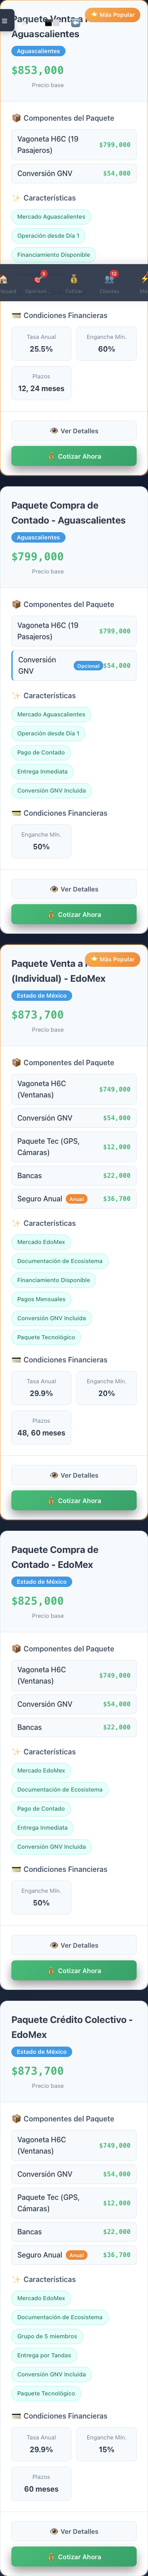 ⭐ Más Popular
Aguascalientes
Aguascalientes
$853,000
Precio base
📦 Componentes del Paquete
Vagoneta H6C (19 Pasajeros)
$799,000
Conversión GNV
$54,000
✨ Características
Mercado Aguascalientes
Operación desde Día 1
Financiamiento Disponible
5
12
Cotizar
Clientes
💳 Condiciones Financieras
Tasa Anual
25.5%
Enganche Mín.
60%
Plazos
12, 24 meses
👁️ Ver Detalles
💰 Cotizar Ahora
Paquete Compra de
Contado - Aguascalientes
Aguascalientes
$799,000
Precio base
📦 Componentes del Paquete
Vagoneta H6C (19
Pasajeros)
$799,000
Conversión
GNV
Opcional
$54,000
✨ Características
Mercado Aguascalientes
Operación desde Día 1
Pago de Contado
Entrega Inmediata
Conversión GNV Incluida
💳 Condiciones Financieras
Enganche Mín.
50%
👁️ Ver Detalles
💰 Cotizar Ahora
⭐ Más Popular
Paquete Venta a
(Individual) - EdoMex
Estado de México
$873,700
Precio base
📦 Componentes del Paquete
Vagoneta H6C
(Ventanas)
$749,000
Conversión GNV
$54,000
Paquete Tec (GPS,
Cámaras)
$12,000
Bancas
$22,000
Seguro Anual
Anual
$36,700
✨ Características
Mercado EdoMex
Documentación de Ecosistema
Financiamiento Disponible
Pagos Mensuales
Conversión GNV Incluida
Paquete Tecnológico
💳 Condiciones Financieras
Tasa Anual
29.9%
Enganche Mín.
20%
Plazos
48, 60 meses
👁️ Ver Detalles
💰 Cotizar Ahora
Paquete Compra de
Contado - EdoMex
Estado de México
$825,000
Precio base
📦 Componentes del Paquete
Vagoneta H6C
(Ventanas)
$749,000
Conversión GNV
$54,000
Bancas
$22,000
✨ Características
Mercado EdoMex
Documentación de Ecosistema
Pago de Contado
Entrega Inmediata
Conversión GNV Incluida
💳 Condiciones Financieras
Enganche Mín.
50%
👁️ Ver Detalles
💰 Cotizar Ahora
Paquete Crédito Colectivo -
EdoMex
Estado de México
$873,700
Precio base
📦 Componentes del Paquete
Vagoneta H6C
(Ventanas)
$749,000
Conversión GNV
$54,000
Paquete Tec (GPS,
Cámaras)
$12,000
Bancas
$22,000
Seguro Anual
Anual
$36,700
✨ Características
Mercado EdoMex
Documentación de Ecosistema
Grupo de 5 miembros
Entrega por Tandas
Conversión GNV Incluida
Paquete Tecnológico
💳 Condiciones Financieras
Tasa Anual
29.9%
Enganche Mín.
15%
Plazos
60 meses
👁️ Ver Detalles
💰 Cotizar Ahora